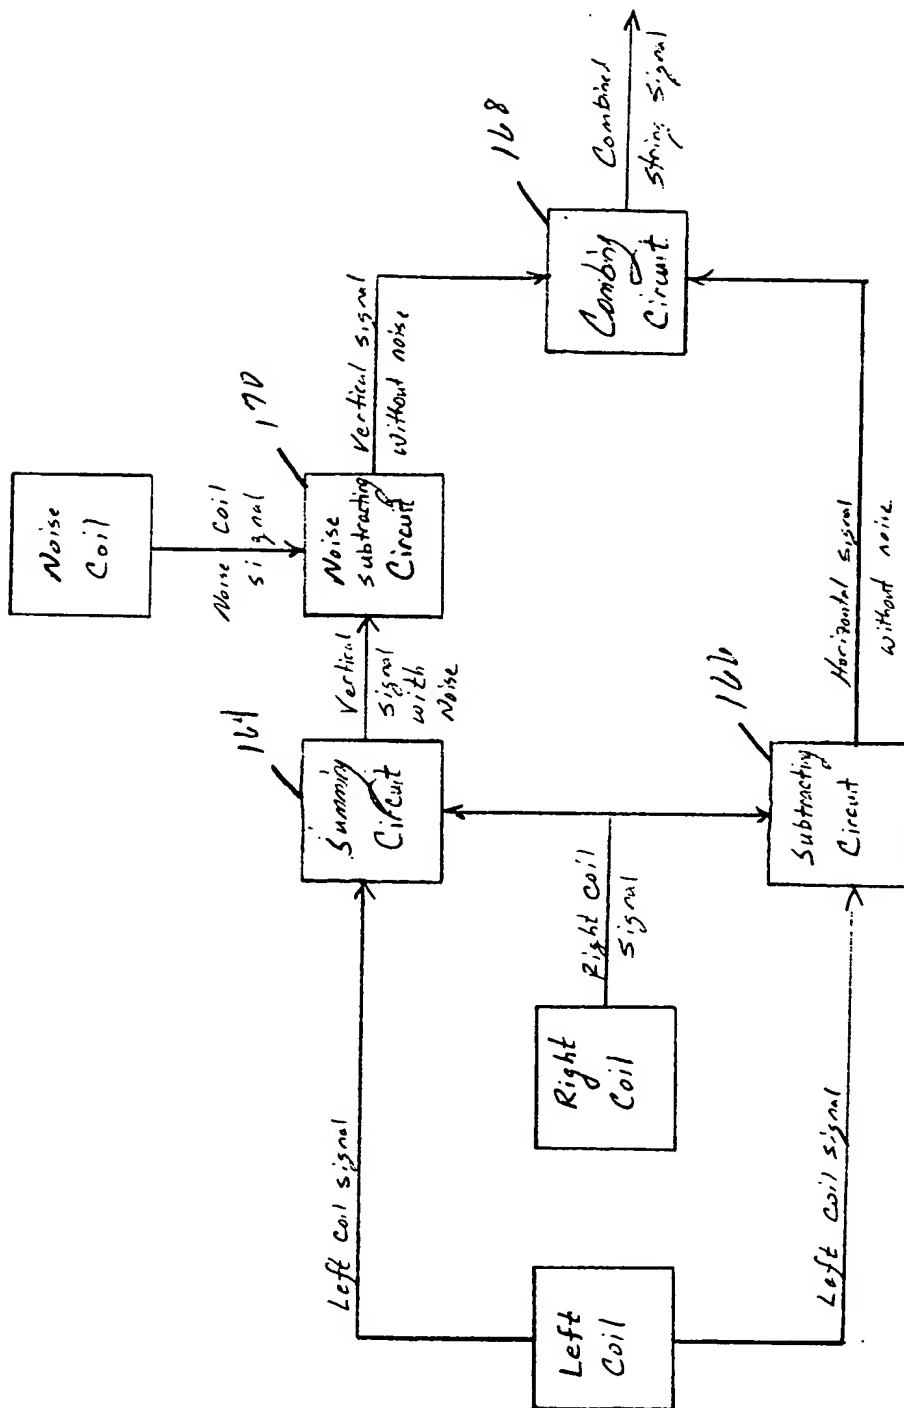 Noise
Coil
Noise Coil
Signal
164
170
168
Left Coil signal
Summing
Circuit
Vertical
Signal
with
Noise
Noise
Subtracting
Circuit
Vertical signal
without noise
Left
Coil
Right
Coil
Right Coil
Signal
Combing
Circuit
Combined
String Signal
166
Left Coil signal
Subtracting
Circuit
Horizontal signal
without noise